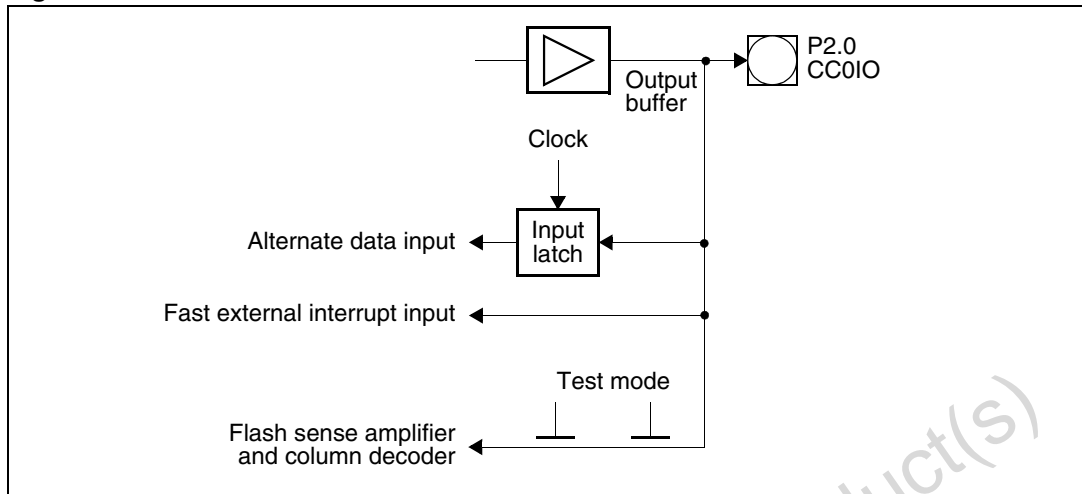 P2.0
CC0IO
Output
buffer
Clock
Input
latch
Alternate data input
Fast external interrupt input
Test mode
Flash sense amplifier
and column decoder
duct(s)